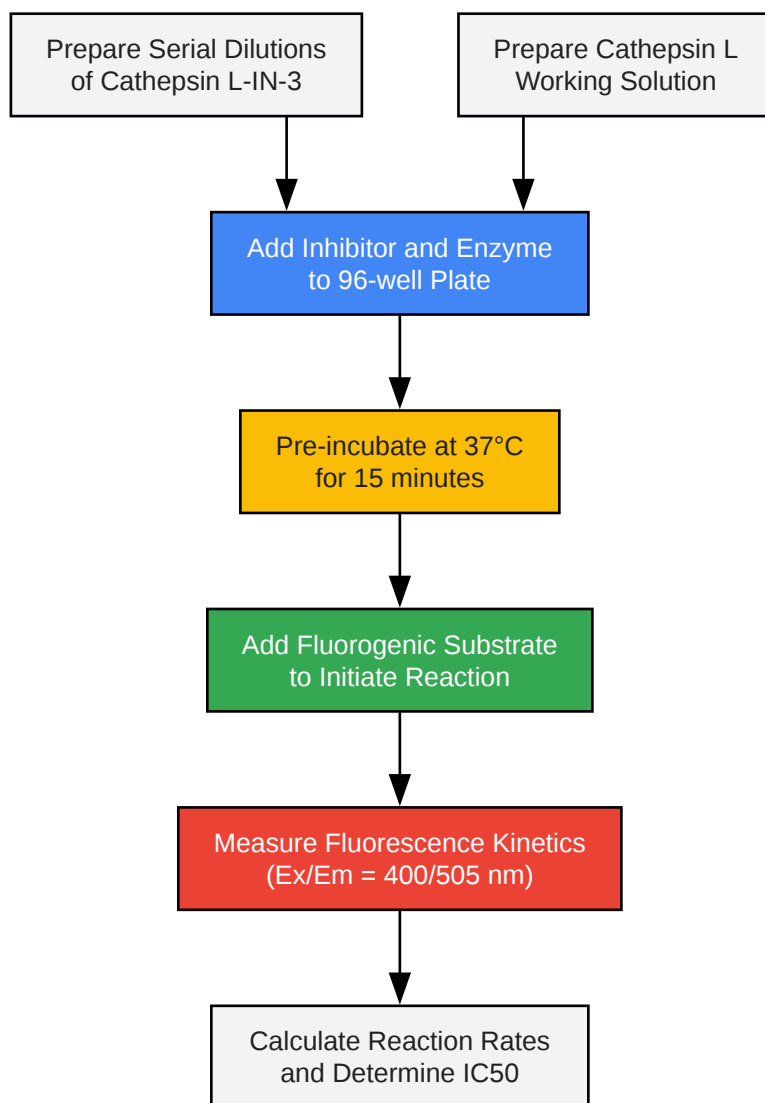 Prepare Serial Dilutions
of Cathepsin L-IN-3
Prepare Cathepsin L
Working Solution
Add Inhibitor and Enzyme
to 96-well Plate
Pre-incubate at 37°C
for 15 minutes
Add Fluorogenic Substrate
to Initiate Reaction
Measure Fluorescence Kinetics
(Ex/Em = 400/505 nm)
Calculate Reaction Rates
and Determine IC50